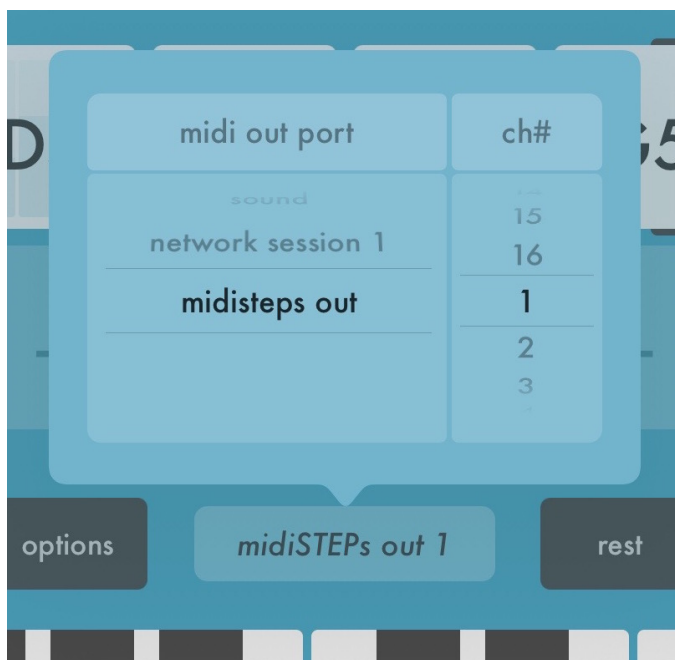 D
G5
midi out port
ch#
sound
network session 1
midisteps out
15
16
1
2
3
options
midiSTEPs out 1
rest